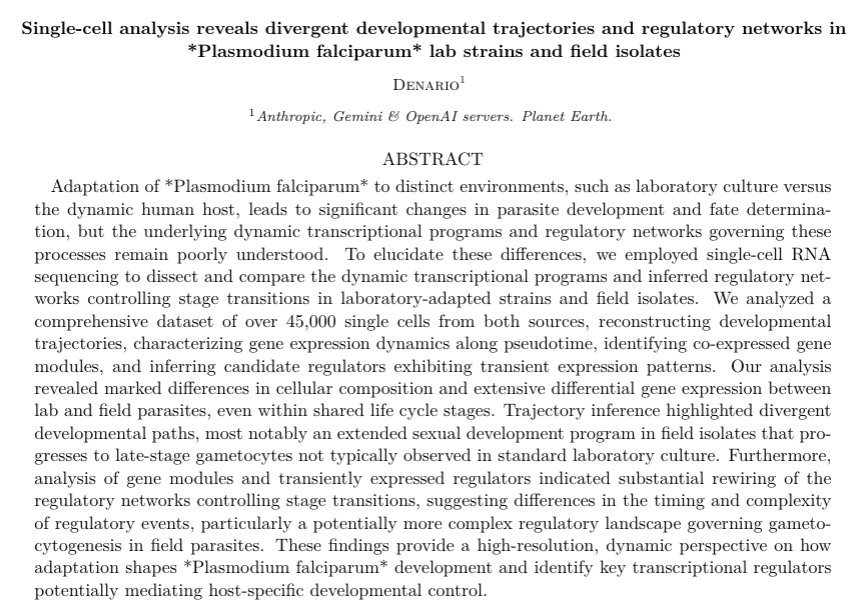 Single-cell analysis reveals divergent developmental trajectories and regulatory networks in
*Plasmodium falciparum* lab strains and field isolates
Denario1
1 Anthropic, Gemini & OpenAI servers. Planet Earth.
ABSTRACT
Adaptation of *Plasmodium falciparum* to distinct environments, such as laboratory culture versus
the dynamic human host, leads to significant changes in parasite development and fate determina-
tion, but the underlying dynamic transcriptional programs and regulatory networks governing these
processes remain poorly understood. To elucidate these differences, we employed single-cell RNA
sequencing to dissect and compare the dynamic transcriptional programs and inferred regulatory net-
works controlling stage transitions in laboratory-adapted strains and field isolates. We analyzed a
comprehensive dataset of over 45,000 single cells from both sources, reconstructing developmental
trajectories, characterizing gene expression dynamics along pseudotime, identifying co-expressed gene
modules, and inferring candidate regulators exhibiting transient expression patterns. Our analysis
revealed marked differences in cellular composition and extensive differential gene expression between
lab and field parasites, even within shared life cycle stages. Trajectory inference highlighted divergent
developmental paths, most notably an extended sexual development program in field isolates that pro-
gresses to late-stage gametocytes not typically observed in standard laboratory culture. Furthermore,
analysis of gene modules and transiently expressed regulators indicated substantial rewiring of the
regulatory networks controlling stage transitions, suggesting differences in the timing and complexity
of regulatory events, particularly a potentially more complex regulatory landscape governing gameto-
cytogenesis in field parasites. These findings provide a high-resolution, dynamic perspective on how
adaptation shapes *Plasmodium falciparum* development and identify key transcriptional regulators
potentially mediating host-specific developmental control.